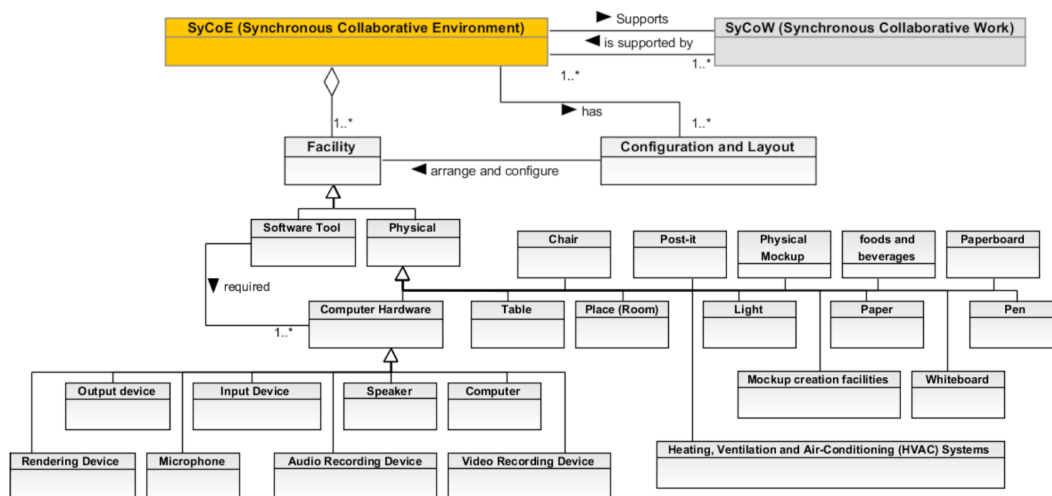 SyCoE (Synchronous Collaborative Environment)
Supports
SyCoW (Synchronous Collaborative Work)
is supported by
1..*
1..*
has
1..*
1..*
Facility
Configuration and Layout
arrange and configure
Software Tool
Physical
Chair
Post-it
Physical
Mockup
foods and
beverages
Paperboard
required
1..*
Computer Hardware
Table
Place (Room)
Light
Paper
Pen
Output device
Input Device
Speaker
Computer
Mockup creation facilities
Whiteboard
Rendering Device
Microphone
Audio Recording Device
Video Recording Device
Heating, Ventilation and Air-Conditioning (HVAC) Systems